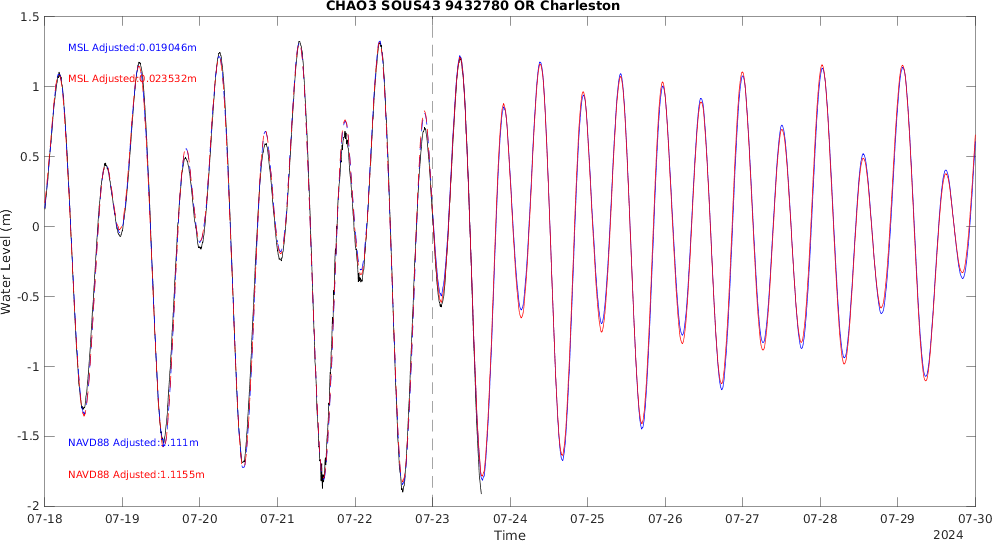 CHAO3 SOUS43 9432780 OR Charleston
1.5
MSL Adjusted:0.019046m
MSL Adjusted:0.023532m
1
0.5
0
Water Level (m)
-0.5
-1
-1.5
NAVD88 Adjusted:1.111m
NAVD88 Adjusted:1.1155m
-2
07-18 07-19 07-20 07-21 07-22 07-23 07-24 07-25 07-26 07-27 07-28 07-29 07-30
Time
2024